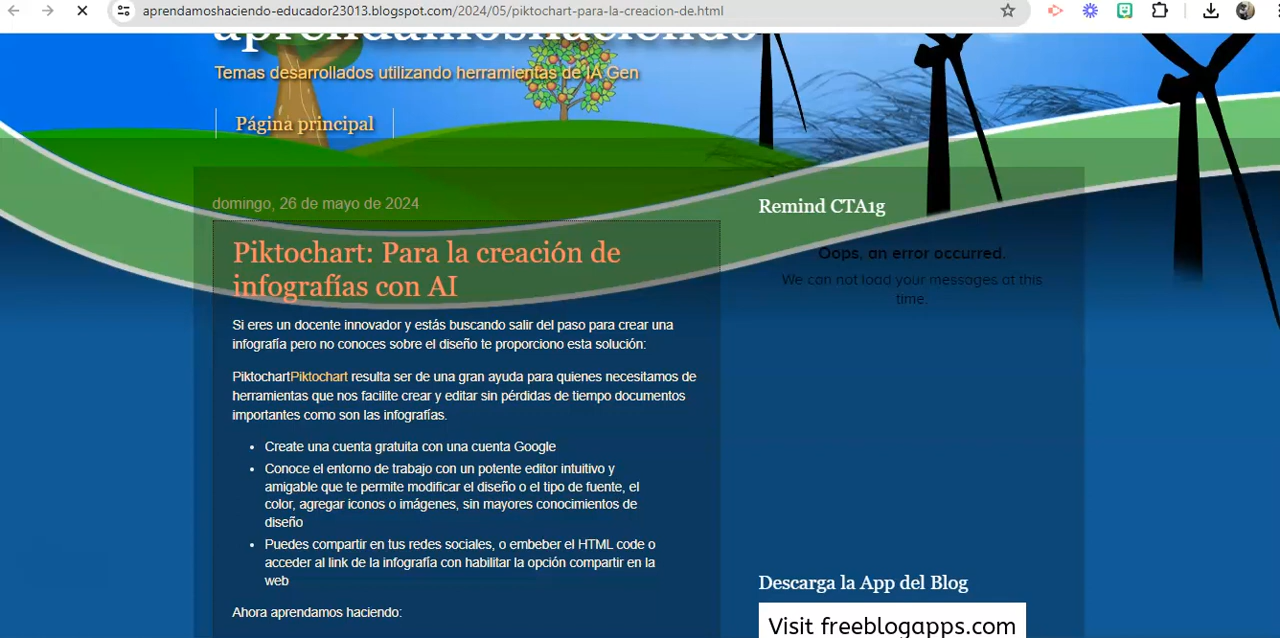 aprendamoshaciendo-educador23013.blogspot.com/2024/05/piktochart-para-la-creacion-de.html
aprendamoshaciendo
Temas desarrollados utilizando herramientas de IA Gen
Página principal
domingo, 26 de mayo de 2024
Piktochart: Para la creación de
infografías con AI
Si eres un docente innovador y estás buscando salir del paso para crear una
infografía pero no conoces sobre el diseño te proporciono esta solución:
PiktochartPiktochart resulta ser de una gran ayuda para quienes necesitamos de
herramientas que nos facilite crear y editar sin pérdidas de tiempo documentos
importantes como son las infografías.
• Create una cuenta gratuita con una cuenta Google
• Conoce el entorno de trabajo con un potente editor intuitivo y
amigable que te permite modificar el diseño o el tipo de fuente, el
color, agregar iconos o imágenes, sin mayores conocimientos de
diseño
• Puedes compartir en tus redes sociales, o embeber el HTML code o
acceder al link de la infografía con habilitar la opción compartir en la
web
Ahora aprendamos haciendo:
Remind CTA1g
Oops, an error occurred.
We can not load your messages at this
time.
Descarga la App del Blog
Visit freeblogapps.com